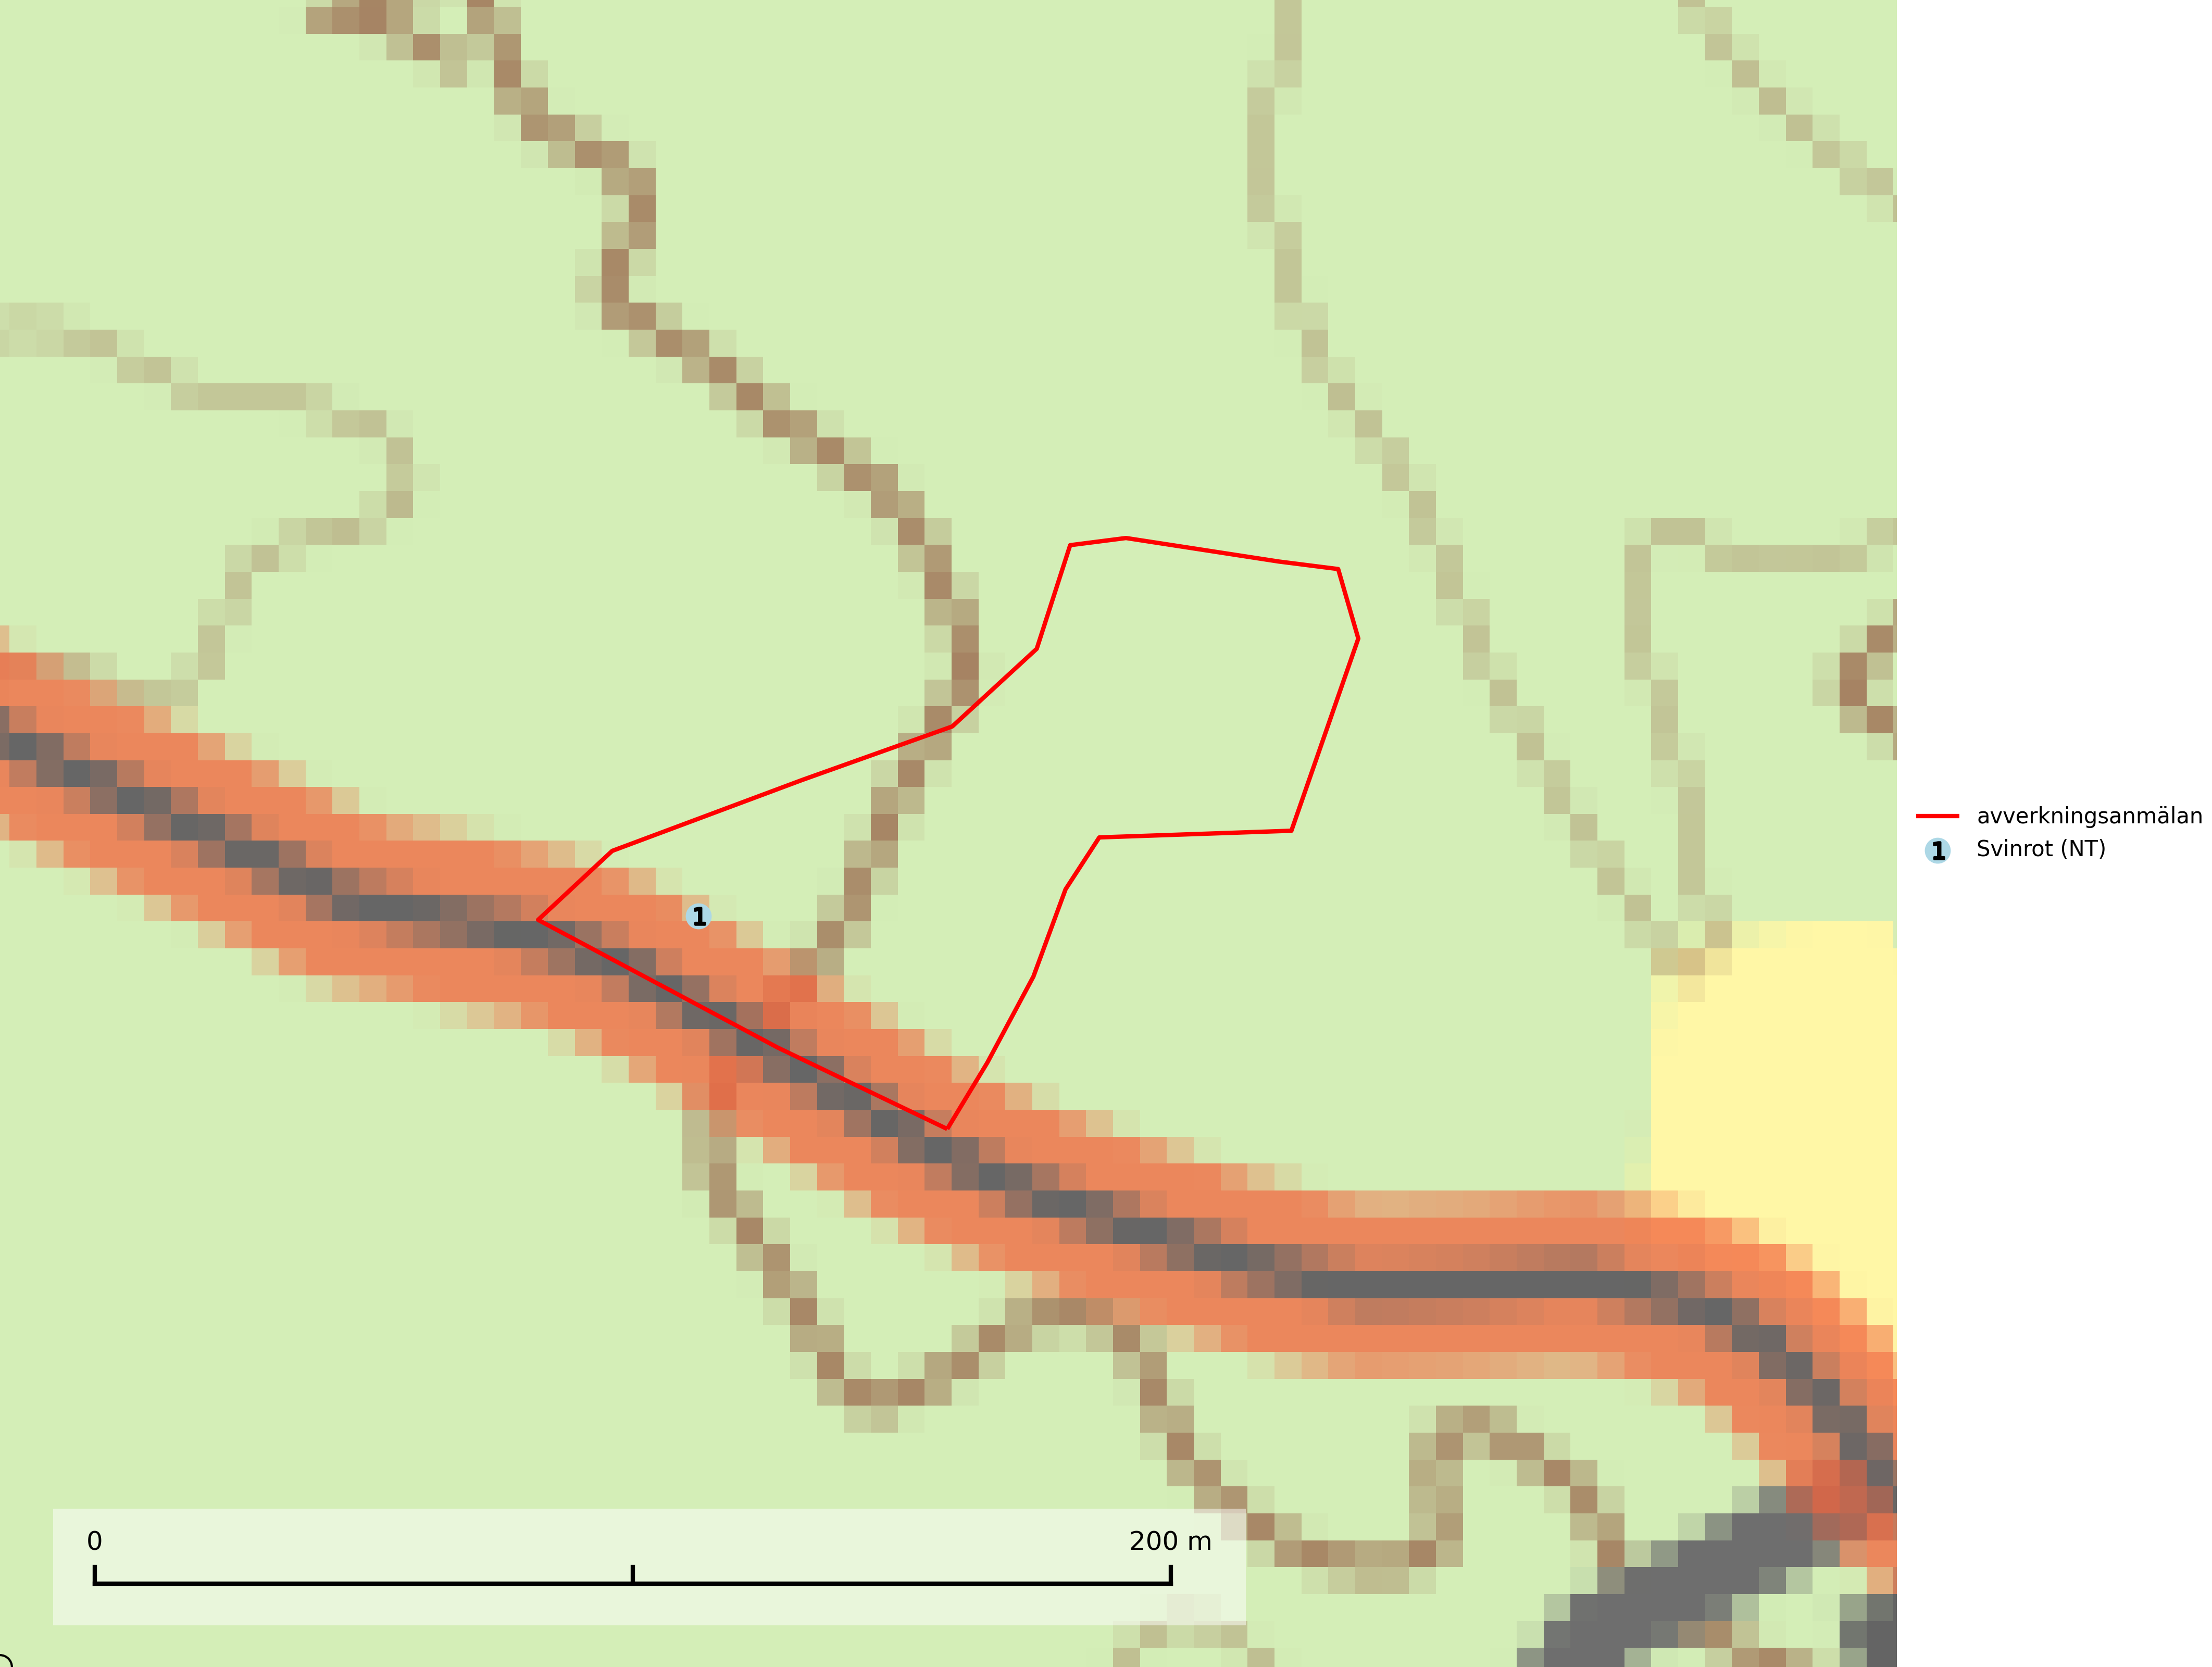 1
avverkningsanmälan
1 Svinrot (NT)
0 200 m